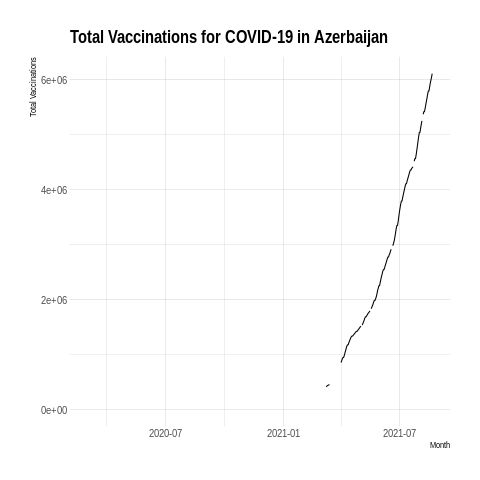 Total Vaccinations for COVID-19 in Azerbaijan
Total Vaccinations
6e+06
4e+06
2e+06
0e+00
2020-07 2021-01 2021-07
Month